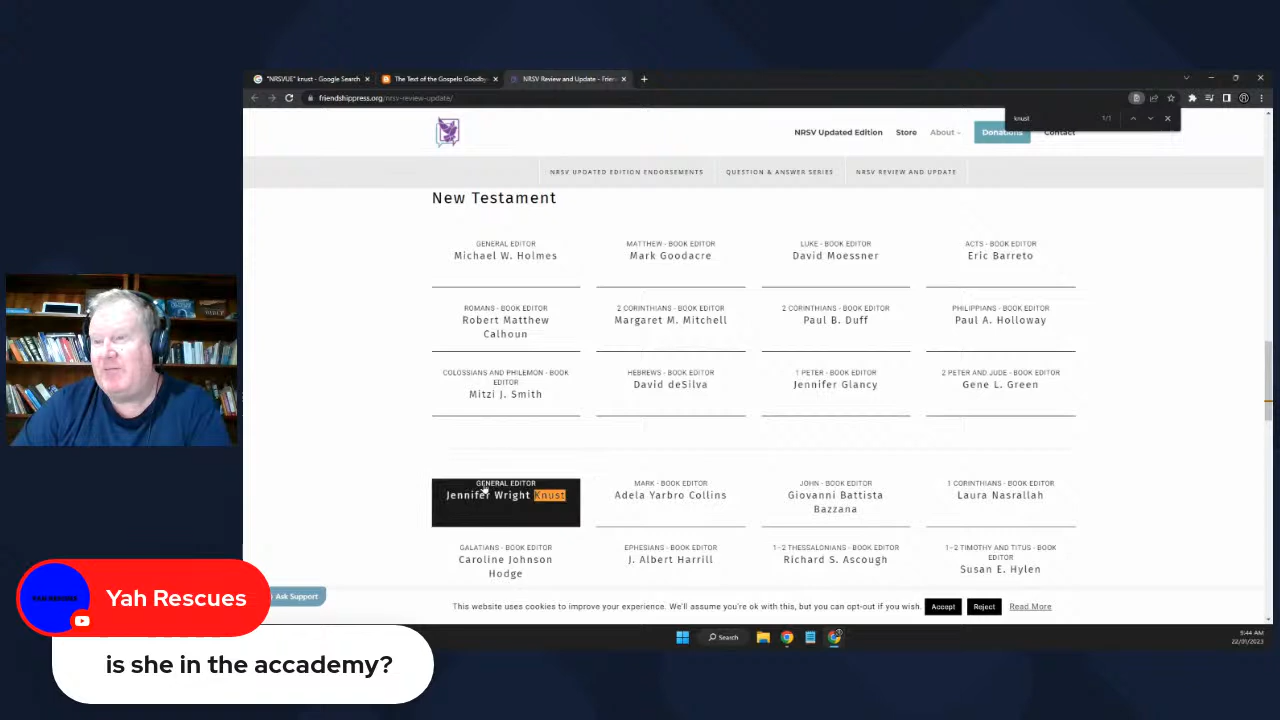 "NRSVUE" knust - Google Search
The Text of the Gospels: Goodby
NRSV Review and Update - Frien
friendshippress.org/nrsv-review-update/
knust
1/1
NRSV Updated Edition
Store
About
Donations
Contact
NRSV UPDATED EDITION ENDORSEMENTS
QUESTION & ANSWER SERIES
NRSV REVIEW AND UPDATE
New Testament
GENERAL EDITOR
Michael W. Holmes
MATTHEW - BOOK EDITOR
Mark Goodacre
LUKE - BOOK EDITOR
David Moessner
ACTS - BOOK EDITOR
Eric Barreto
ROMANS - BOOK EDITOR
Robert Matthew
Calhoun
2 CORINTHIANS - BOOK EDITOR
Margaret M. Mitchell
2 CORINTHIANS - BOOK EDITOR
Paul B. Duff
PHILIPPIANS - BOOK EDITOR
Paul A. Holloway
COLOSSIANS AND PHILEMON - BOOK
EDITOR
Mitzi J. Smith
HEBREWS - BOOK EDITOR
David deSilva
1 PETER - BOOK EDITOR
Jennifer Glancy
2 PETER AND JUDE - BOOK EDITOR
Gene L. Green
GENERAL EDITOR
Jennifer Wright Knust
MARK - BOOK EDITOR
Adela Yarbro Collins
JOHN - BOOK EDITOR
Giovanni Battista
Bazzana
1 CORINTHIANS - BOOK EDITOR
Laura Nasrallah
GALATIANS - BOOK EDITOR
Caroline Johnson
Hodge
EPHESIANS - BOOK EDITOR
J. Albert Harrill
1-2 THESSALONIANS - BOOK EDITOR
Richard S. Ascough
1-2 TIMOTHY AND TITUS - BOOK
EDITOR
Susan E. Hylen
Ask Support
This website uses cookies to improve your experience. We'll assume you're ok with this, but you can opt-out if you wish.
Accept
Reject
Read More
Search
9:44 AM
22/01/2023
YAH RESCUES
Yah Rescues
is she in the accademy?